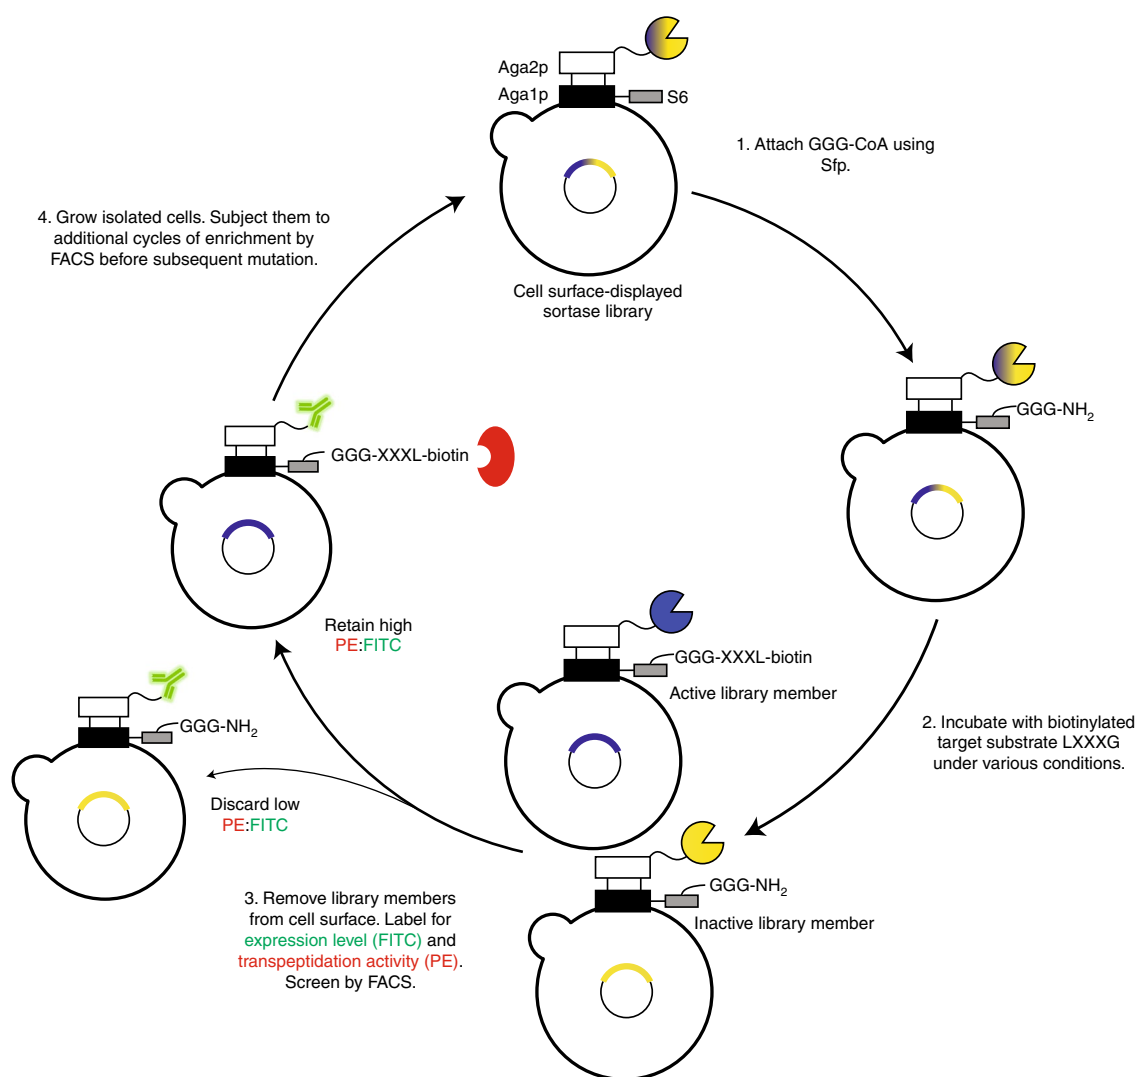 Aga2p
Aga1p
S6
1. Attach GGG-CoA using
Sfp.
Cell surface-displayed
sortase library
4. Grow isolated cells. Subject them to
additional cycles of enrichment by
FACS before subsequent mutation.
GGG-NH2
GGG-XXXL-biotin
Retain high
PE:FITC
GGG-XXXL-biotin
Active library member
2. Incubate with biotinylated
target substrate LXXXG
under various conditions.
GGG-NH2
Discard low
PE:FITC
GGG-NH2
Inactive library member
3. Remove library members
from cell surface. Label for
expression level (FITC) and
transpeptidation activity (PE).
Screen by FACS.